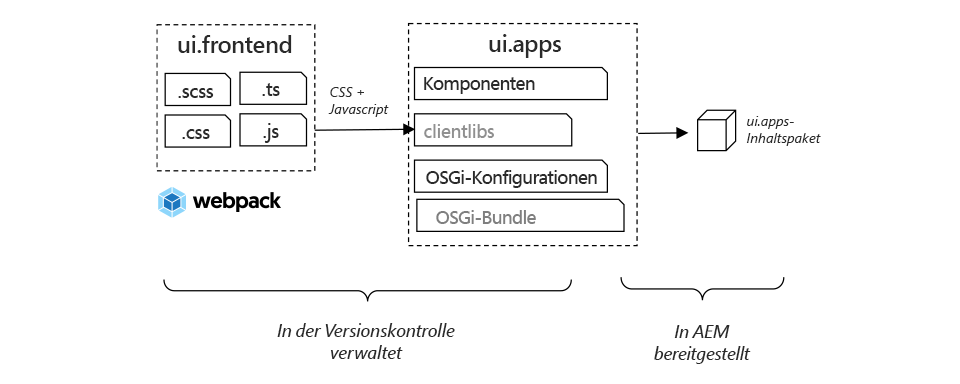 ui.frontend
.scss
.ts
.css
.js
webpack
CSS +
Javascript
ui.apps
Komponenten
clientlibs
OSGi-Konfigurationen
OSGi-Bundle
ui.apps-
Inhaltspaket
In der Versionskontrolle
verwaltet
In AEM
bereitgestellt